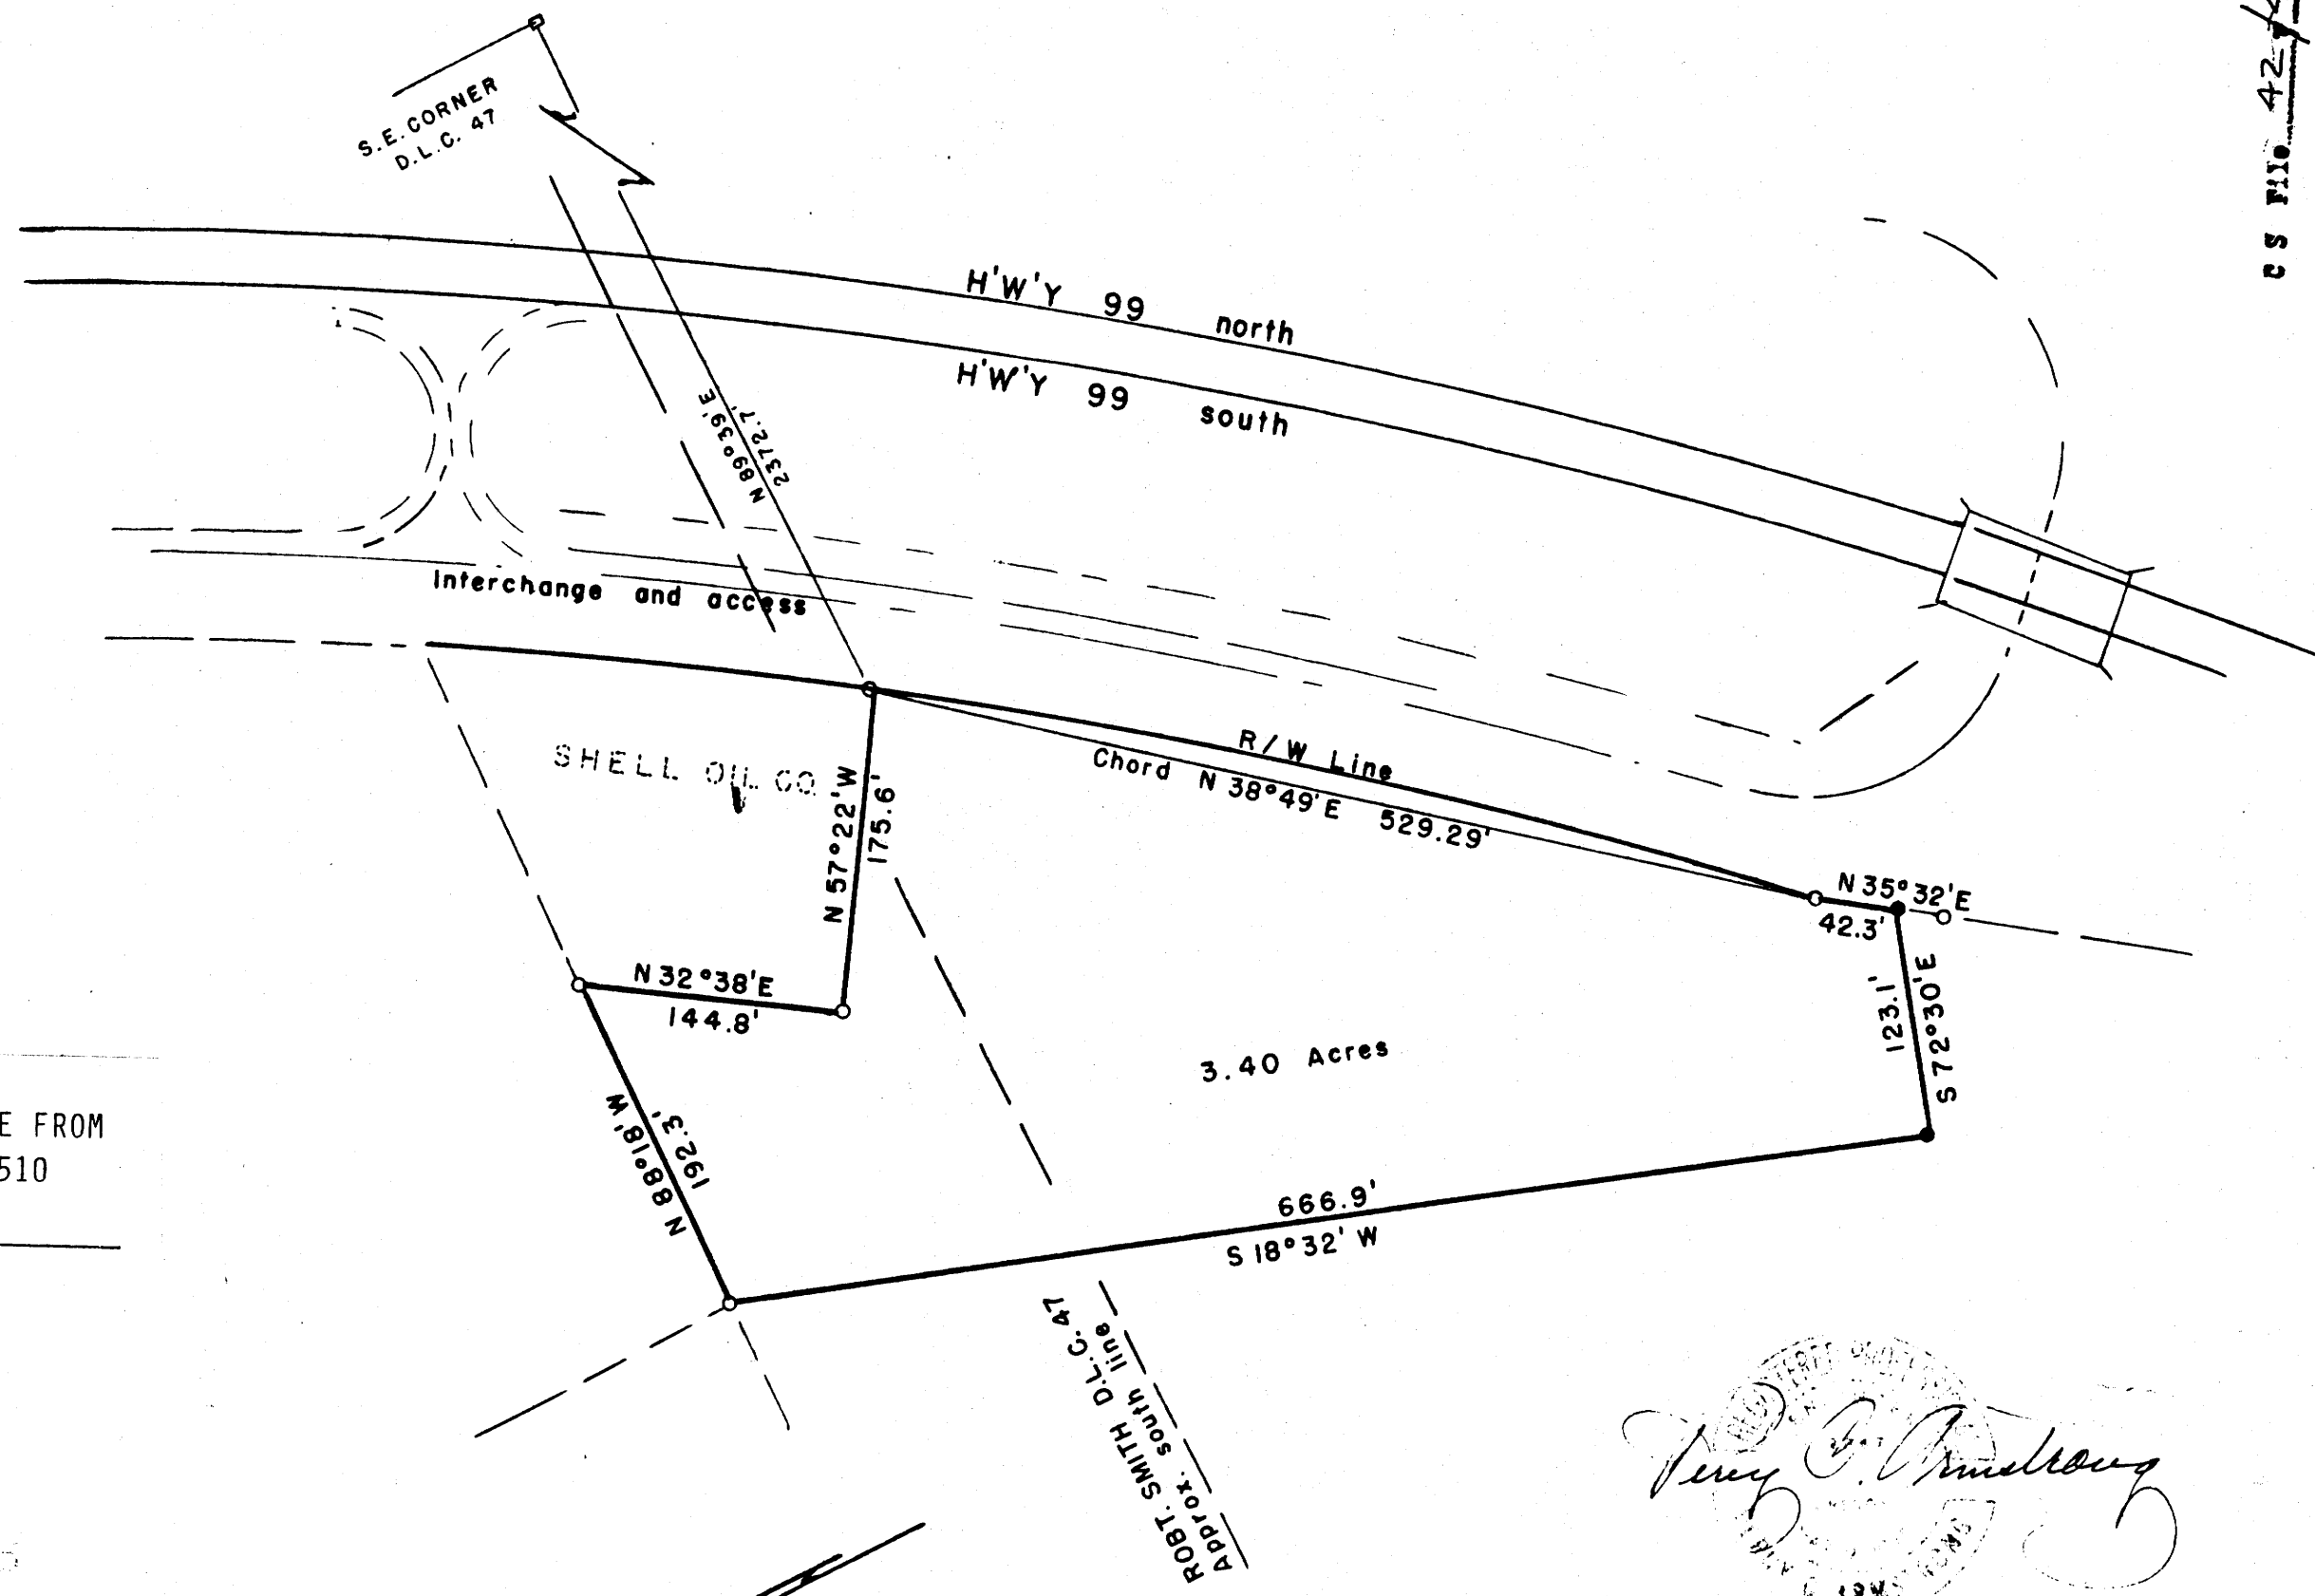 S.E. CORNER
D.L.C. 47
C S
42
H'W'Y 99 north
H'W'Y 99 south
N 89°39' E
2372.7'
Interchange and access
SHELL OIL CO.
R/W Line
Chord N 38°49' E 529.29'
N 57°22' W
175.6'
N 35°32' E
42.3'
N 32°38' E
144.8'
123.1'
S 72°30' E
3.40 Acres
E FROM
510
192.3'
N 88°18' W
666.9'
S 18°32' W
ROBT. SMITH D.L.C. 47
Approx. south line
Armstrong